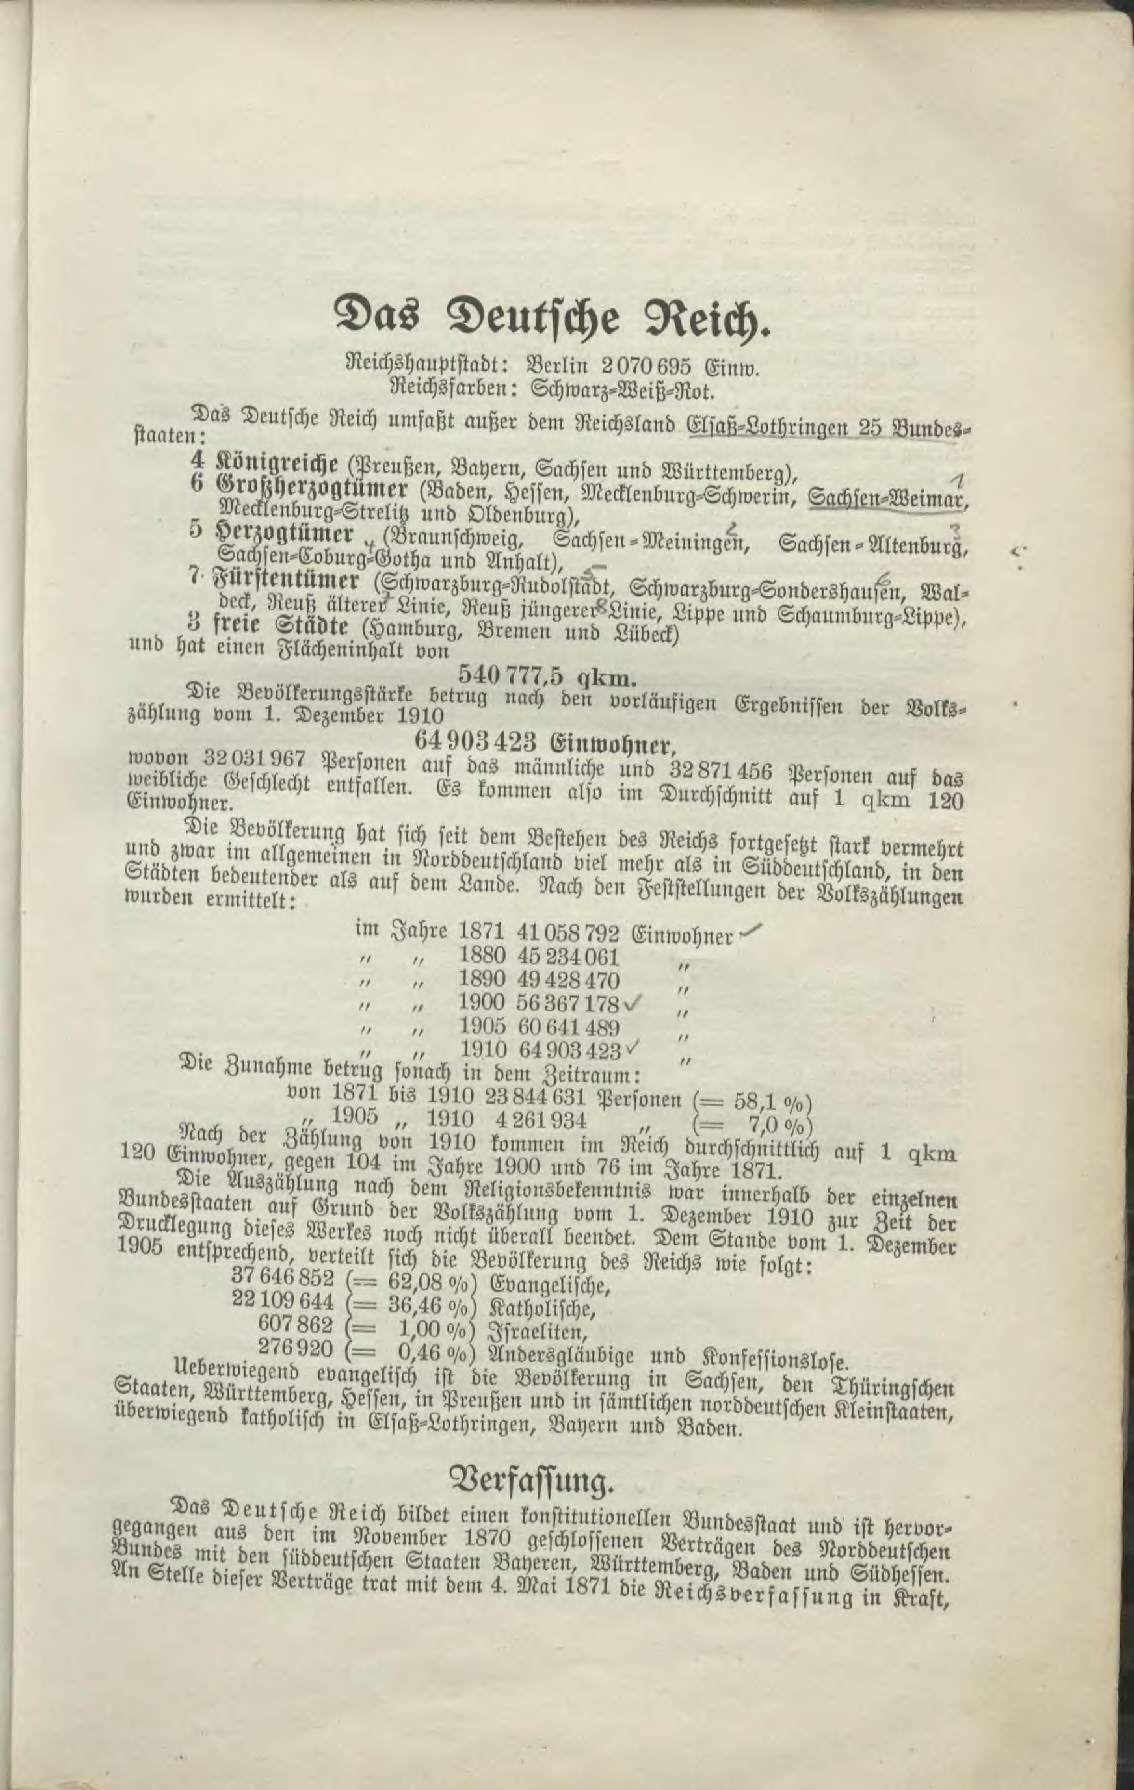 Das Deutsche Reich.
Reichshauptstadt: Berlin 2 070 695 Einw.
Reichsfarben: Schwarz-Weiß-Rot.
Das Deutsche Reich umfaßt außer dem Reichsland Elsaß-Lothringen 25 Bundes-
staaten:
4 Königreiche (Preußen, Bayern, Sachsen und Württemberg),
6 Großherzogtümer (Baden, Hessen, Mecklenburg-Schwerin, Sachsen-Weimar,
Mecklenburg-Strelitz und Oldenburg),
5 Herzogtümer (Braunschweig, Sachsen-Meiningen, Sachsen-Altenburg,
Sachsen-Coburg-Gotha und Anhalt),
7 Fürstentümer (Schwarzburg-Rudolstadt, Schwarzburg-Sondershausen, Wal-
deck, Reuß älterer Linie, Reuß jüngerer Linie, Lippe und Schaumburg-Lippe),
3 freie Städte (Hamburg, Bremen und Lübeck)
und hat einen Flächeninhalt von
540 777,5 qkm.
Die Bevölkerungsstärke betrug nach den vorläufigen Ergebnissen der Volks-
zählung vom 1. Dezember 1910
64 903 423 Einwohner,
wovon 32 031 967 Personen auf das männliche und 32 871 456 Personen auf das
weibliche Geschlecht entfallen. Es kommen also im Durchschnitt auf 1 qkm 120
Einwohner.
Die Bevölkerung hat sich seit dem Bestehen des Reichs fortgesetzt stark vermehrt
und zwar im allgemeinen in Norddeutschland viel mehr als in Süddeutschland, in den
Städten bedeutender als auf dem Lande. Nach den Feststellungen der Volkszählungen
wurden ermittelt:
im Jahre 1871 41 058 792 Einwohner
„ „ 1880 45 234 061 „
„ „ 1890 49 428 470 „
„ „ 1900 56 367 178 „
„ „ 1905 60 641 489 „
„ „ 1910 64 903 423 „
Die Zunahme betrug sonach in dem Zeitraum:
von 1871 bis 1910 23 844 631 Personen (= 58,1 %)
„ 1905 „ 1910 4 261 934 „ (= 7,0 %)
Nach der Zählung von 1910 kommen im Reich durchschnittlich auf 1 qkm
120 Einwohner, gegen 104 im Jahre 1900 und 76 im Jahre 1871.
Die Auszählung nach dem Religionsbekenntnis war innerhalb der einzelnen
Bundesstaaten auf Grund der Volkszählung vom 1. Dezember 1910 zur Zeit der
Drucklegung dieses Werkes noch nicht überall beendet. Dem Stande vom 1. Dezember
1905 entsprechend, verteilt sich die Bevölkerung des Reichs wie folgt:
37 646 852 (= 62,08 %) Evangelische,
22 109 644 (= 36,46 %) Katholische,
607 862 (= 1,00 %) Israeliten,
276 920 (= 0,46 %) Andersgläubige und Konfessionslose.
Ueberwiegend evangelisch ist die Bevölkerung in Sachsen, den Thüringschen
Staaten, Württemberg, Hessen, in Preußen und in sämtlichen norddeutschen Kleinstaaten,
überwiegend katholisch in Elsaß-Lothringen, Bayern und Baden.
Verfassung.
Das Deutsche Reich bildet einen konstitutionellen Bundesstaat und ist hervor-
gegangen aus den im November 1870 geschlossenen Verträgen des Norddeutschen
Bundes mit den süddeutschen Staaten Bayeren, Württemberg, Baden und Südhessen.
An Stelle dieser Verträge trat mit dem 4. Mai 1871 die Reichsverfassung in Kraft,